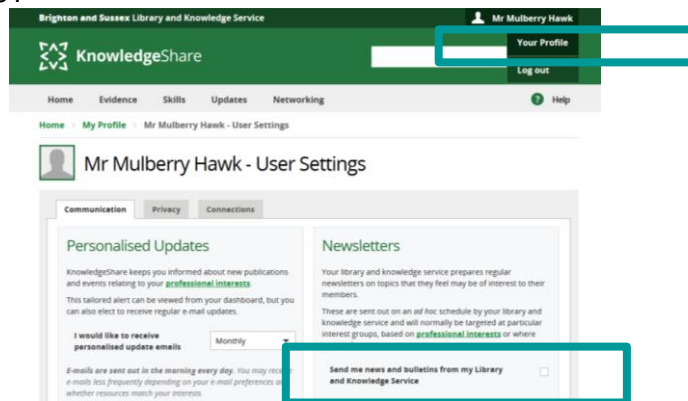 Brighton and Sussex Library and Knowledge Service
Mr Mulberry Hawk
KnowledgeShare
Your Profile
Log out
Home Evidence Skills Updates Networking
Help
Home My Profile Mr Mulberry Hawk - User Settings
Mr Mulberry Hawk - User Settings
Communication Privacy Connections
Personalised Updates
KnowledgeShare keeps you informed about new publications
and events relating to your professional interests.
This tailored alert can be viewed from your dashboard, but you
can also elect to receive regular e-mail updates.
I would like to receive
personalised update emails
Monthly
E-mails are sent out in the morning every day. You may receive
e-mails less frequently depending on your e-mail preferences
whether resources match your interests.
Newsletters
Your library and knowledge service prepares regular
newsletters on topics that they feel may be of interest to their
members.
These are sent out on an ad hoc schedule by your library and
knowledge service and will normally be targeted at particular
interest groups, based on professional interests or where
Send me news and bulletins from my Library
and Knowledge Service